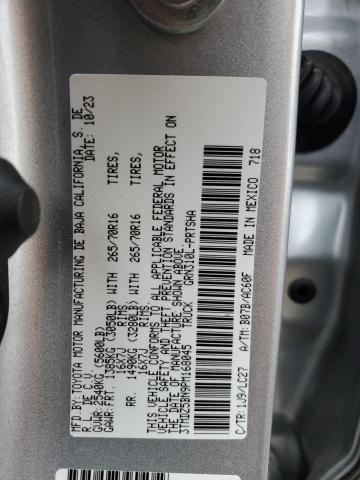 MFD.BY:TOYOTA MOTOR MANUFACTURING DE BAJA CALIFORNIA, S. DE
R. L. DE C.V. DATE: 10/23
GVWR: 2540KG (5600LB)
GAWR: FRT. 1385KG (3050LB) WITH 265/70R16 TIRES,
16X7J RIMS
RR. 1490KG (3280LB) WITH 265/70R16 TIRES,
16X7J RIMS
THIS VEHICLE CONFORMS TO ALL APPLICABLE FEDERAL MOTOR
VEHICLE SAFETY AND THEFT PREVENTION STANDARDS IN EFFECT ON
THE DATE OF MANUFACTURE SHOWN ABOVE.
3TMDZ5BN9PM168045 TRUCK GRN310L-PRTSHA
C/TR: 1J9/LC27 A/TM: B07B/AC60F MADE IN MEXICO 718